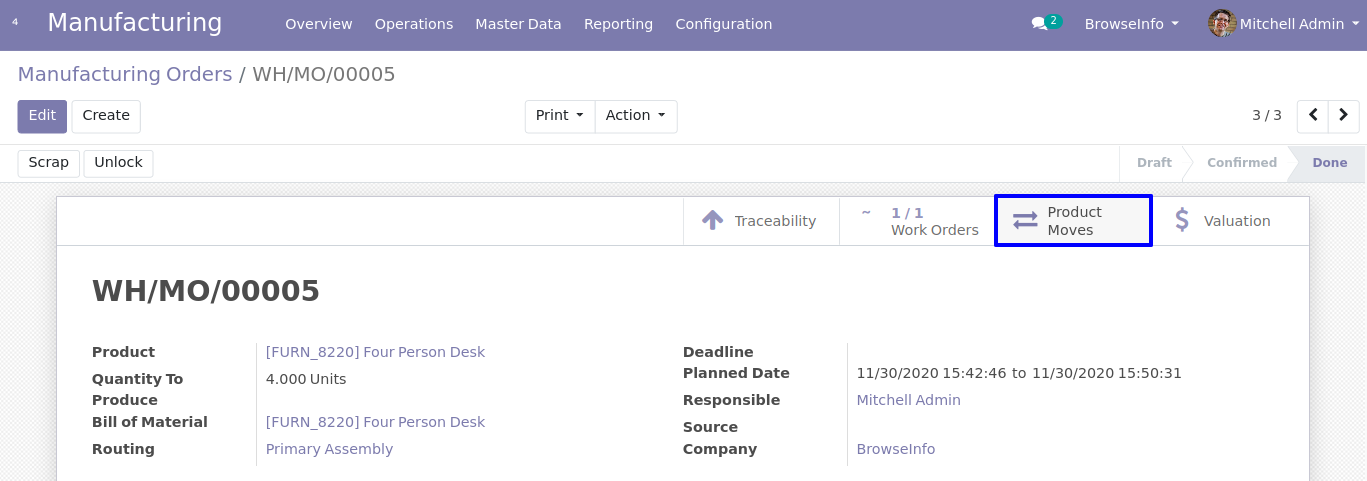 4 Manufacturing Overview Operations Master Data Reporting Configuration 2 BrowseInfo Mitchell Admin
Manufacturing Orders / WH/MO/00005
Edit Create Print Action 3 / 3
Scrap Unlock Draft Confirmed Done
Traceability
1 / 1
Work Orders
Product
Moves
Valuation
WH/MO/00005
Product [FURN_8220] Four Person Desk
Quantity To
Produce
4.000 Units
Bill of Material [FURN_8220] Four Person Desk
Routing Primary Assembly
Deadline
Planned Date 11/30/2020 15:42:46 to 11/30/2020 15:50:31
Responsible Mitchell Admin
Source
Company BrowseInfo